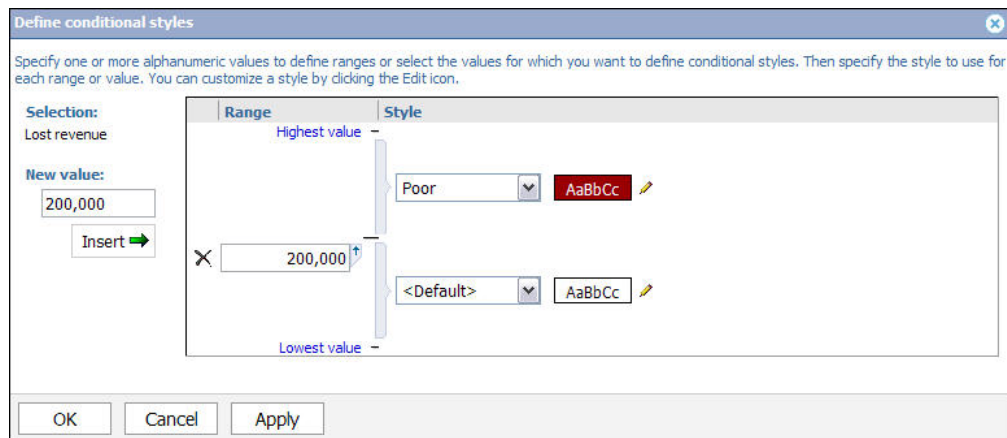 Define conditional styles
Specify one or more alphanumeric values to define ranges or select the values for which you want to define conditional styles. Then specify the style to use for
each range or value. You can customize a style by clicking the Edit icon.
Selection:
Lost revenue
New value:
200,000
Insert
Range
Style
Highest value
Poor
AaBbCc
200,000
<Default>
AaBbCc
Lowest value
OK
Cancel
Apply